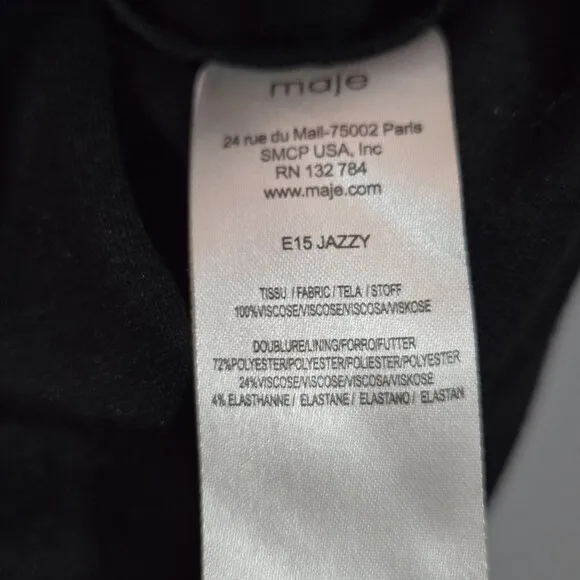 maje
24 rue du Mail-75002 Paris
SMCP USA, Inc
RN 132 784
www.maje.com
E15 JAZZY
TISSU / FABRIC / TELA / STOFF
100%VISCOSE/VISCOSE/VISCOSA/VISKOSE
DOUBLURE/LINING/FORRO/FUTTER
72%POLYESTER/POLYESTER/POLIESTER/POLYESTER
24%VISCOSE/VISCOSE/VISCOSA/VISKOSE
4% ELASTHANNE / ELASTANE / ELASTANO / ELASTAN